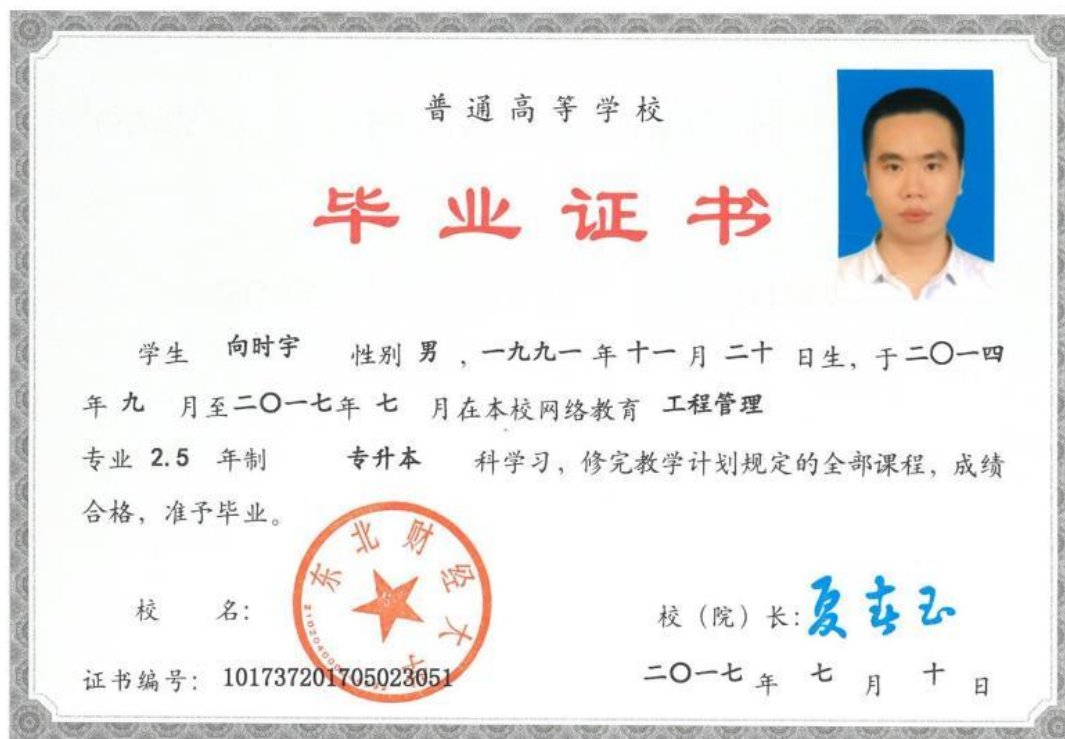 普通高等学校
毕业证书
学生 向时宇 性别 男 ，一九九一 年 十一 月 二十 日生，于 二〇一四
年 九 月至 二〇一七 年 七 月在本校网络教育 工程管理
专业 2.5 年制 专升本 科学习，修完教学计划规定的全部课程，成绩
合格，准予毕业。
东北财经大学
校 名：
校（院）长：夏春玉
证书编号：101737201705023051
二〇一七 年 七 月 十 日